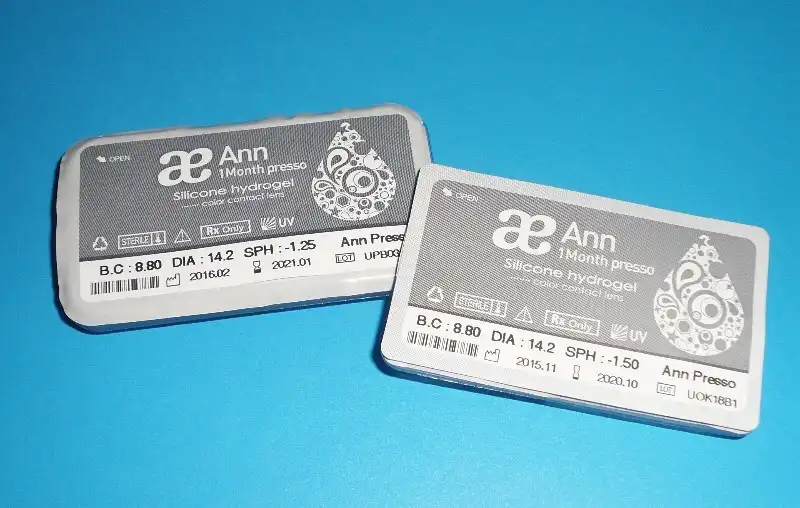 OPEN
æ Ann
1Month presso
Silicone hydrogel
color contact lens
STERILE Rx Only UV
B.C : 8.80 DIA : 14.2 SPH : -1.25 Ann Presso
2016.02 2021.01 LOT
OPEN
æ Ann
1Month presso
Silicone hydrogel
color contact lens
STERILE Rx Only UV
B.C : 8.80 DIA : 14.2 SPH : -1.50 Ann Presso
2015.11 2020.10 LOT UOK18B1